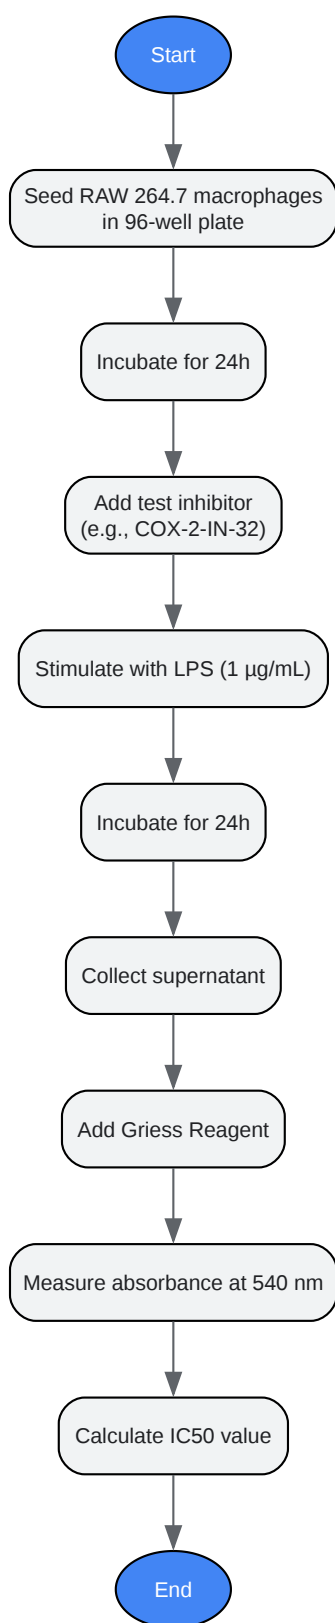 Start
Seed RAW 264.7 macrophages
in 96-well plate
Incubate for 24h
Add test inhibitor
(e.g., COX-2-IN-32)
Stimulate with LPS (1 µg/mL)
Incubate for 24h
Collect supernatant
Add Griess Reagent
Measure absorbance at 540 nm
Calculate IC50 value
End